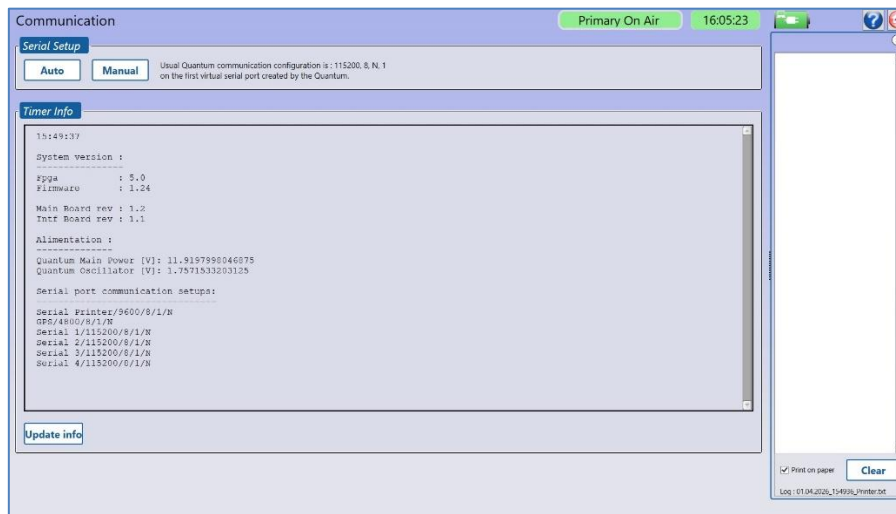 Communication
Primary On Air
16:05:23
Serial Setup
Auto
Manual
Usual Quantum communication configuration is : 115200, 8, N, 1
on the first virtual serial port created by the Quantum.
Timer Info
15:49:37
System version :
----------------
Fpga : 5.0
Firmware : 1.24
Main Board rev : 1.2
Intf Board rev : 1.1
Alimentation :
--------------
Quantum Main Power [V]: 11.9197998046875
Quantum Oscillator [V]: 1.7571533203125
Serial port communication setups:
---------------------------------
Serial Printer/9600/8/1/N
GPS/4800/8/1/N
Serial 1/115200/8/1/N
Serial 2/115200/8/1/N
Serial 3/115200/8/1/N
Serial 4/115200/8/1/N
Update info
Print on paper
Clear
Log : 01.04.2026_154936_Printer.txt